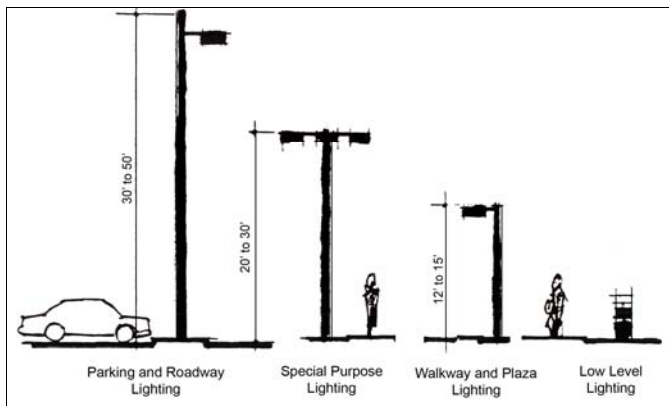 30' to 50'
20' to 30'
12' to 15'
Parking and Roadway
Lighting
Special Purpose
Lighting
Walkway and Plaza
Lighting
Low Level
Lighting